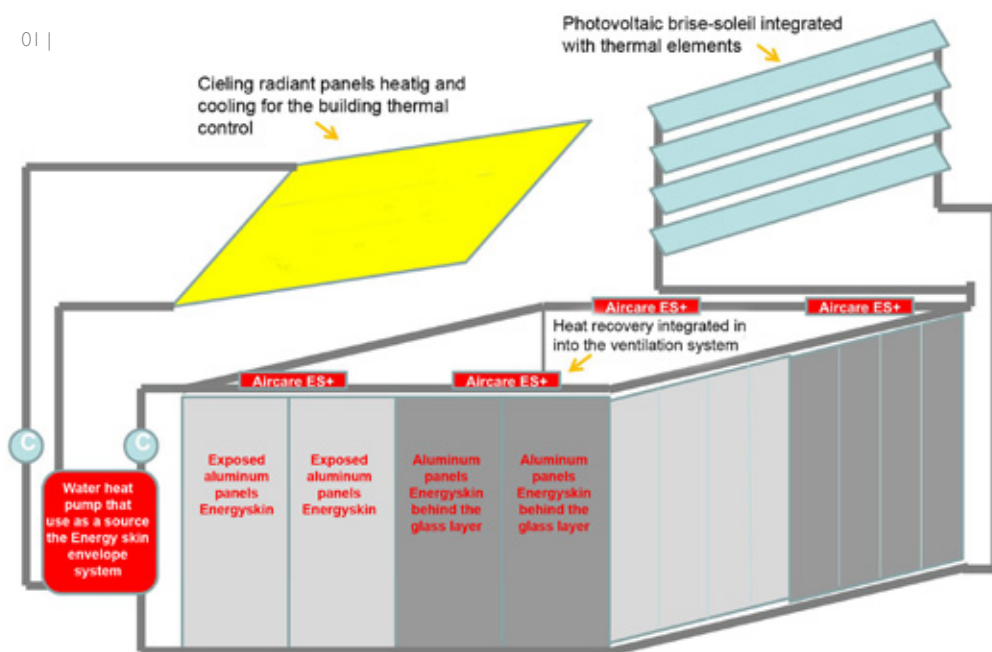 01 |
Photovoltaic brise-soleil integrated
with thermal elements
Cieling radiant panels heatig and
cooling for the building thermal
control
Aircare ES+
Aircare ES+
Heat recovery integrated in
into the ventilation system
Aircare ES+
Aircare ES+
C
C
Water heat
pump that
use as a source
the Energy skin
envelope
system
Exposed
aluminum
panels
Energyskin
Exposed
aluminum
panels
Energyskin
Aluminum
panels
Energyskin
behind the
glass layer
Aluminum
panels
Energyskin
behind the
glass layer